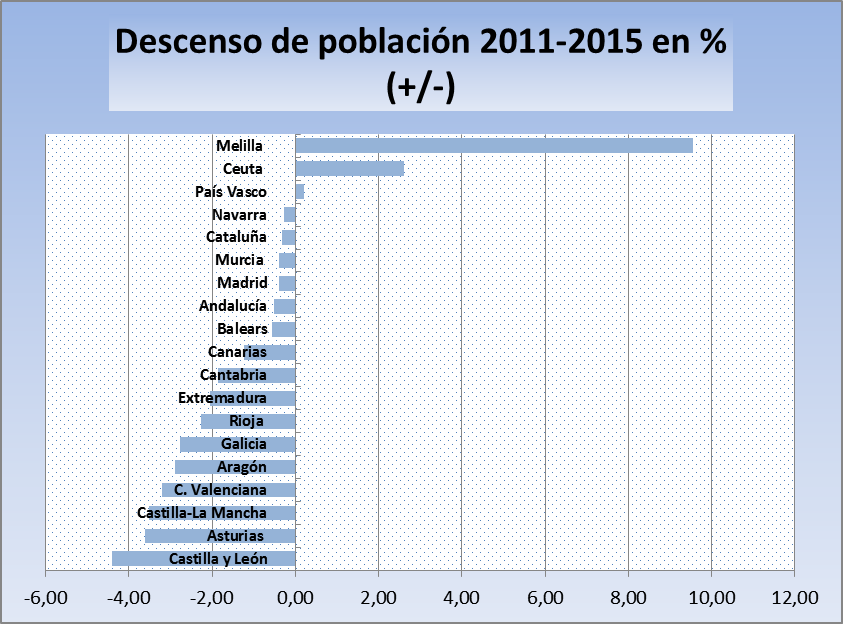 Descenso de población 2011-2015 en %
(+/-)
Melilla
Ceuta
País Vasco
Navarra
Cataluña
Murcia
Madrid
Andalucía
Balears
Canarias
Cantabria
Extremadura
Rioja
Galicia
Aragón
C. Valenciana
Castilla-La Mancha
Asturias
Castilla y León
-6,00 -4,00 -2,00 0,00 2,00 4,00 6,00 8,00 10,00 12,00